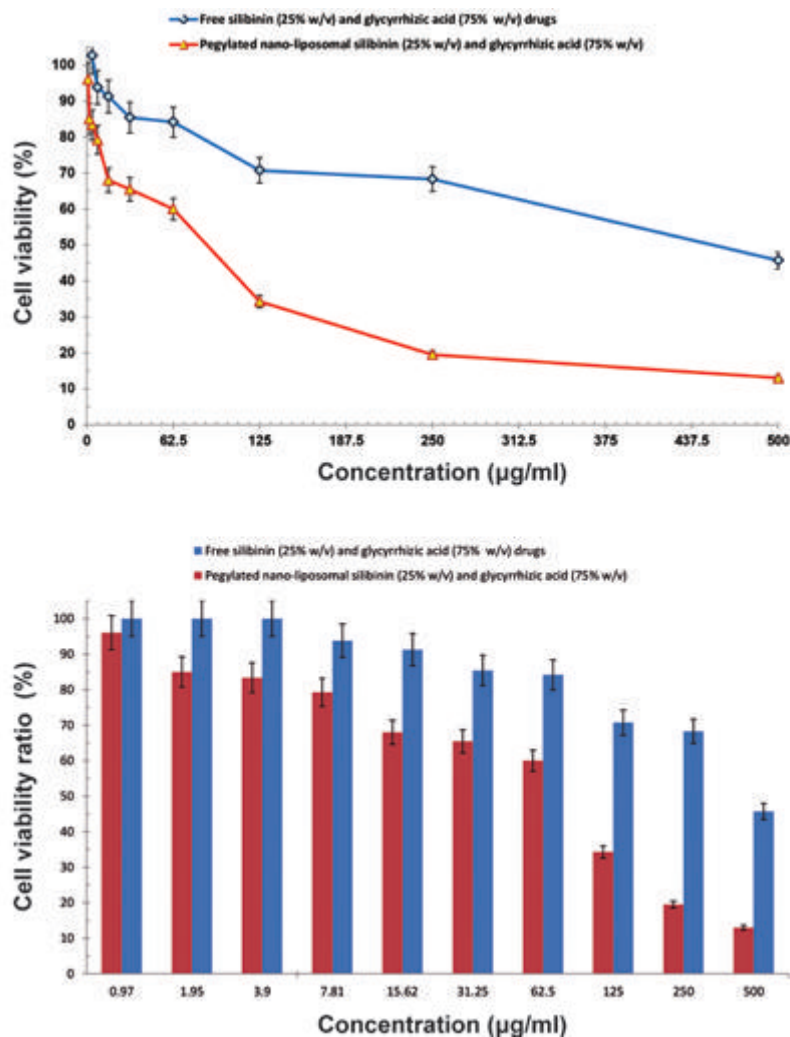 Free silibinin (25% w/v) and glycyrrhizic acid (75% w/v) drugs
Pegylated nano-liposomal silibinin (25% w/v) and glycyrrhizic acid (75% w/v)
Cell viability (%)
100
90
80
70
60
50
40
30
20
10
0
0 62.5 125 187.5 250 312.5 375 437.5 500
Concentration (µg/ml)
Free silibinin (25% w/v) and glycyrrhizic acid (75% w/v) drugs
Pegylated nano-liposomal silibinin (25% w/v) and glycyrrhizic acid (75% w/v)
Cell viability ratio (%)
100
90
80
70
60
50
40
30
20
10
0
0.97 1.95 3.9 7.81 15.62 31.25 62.5 125 250 500
Concentration (µg/ml)